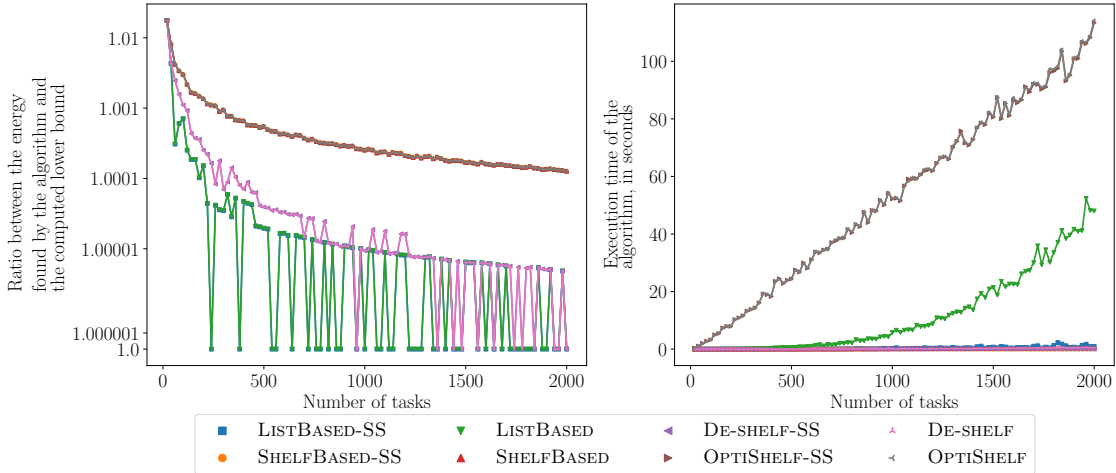 Ratio between the energy
found by the algorithm and
the computed lower bound
1.01
1.001
1.0001
1.00001
1.000001
1.0
0
500
1000
1500
2000
Number of tasks
Execution time of the
algorithm, in seconds
100
80
60
40
20
0
0
500
1000
1500
2000
Number of tasks
LISTBASED-SS
LISTBASED
DE-SHELF-SS
DE-SHELF
SHELFBASED-SS
SHELFBASED
OPTISHELF-SS
OPTISHELF